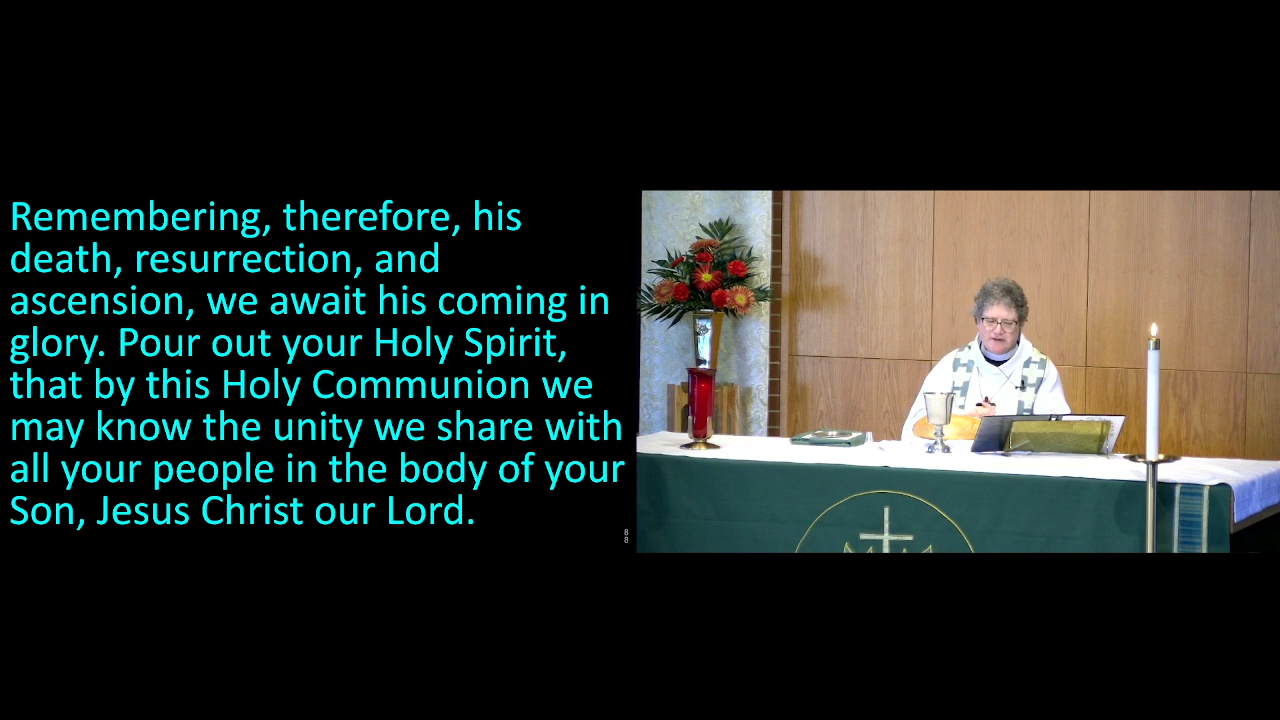 Remembering, therefore, his
death, resurrection, and
ascension, we await his coming in
glory. Pour out your Holy Spirit,
that by this Holy Communion we
may know the unity we share with
all your people in the body of your
Son, Jesus Christ our Lord.
8
8